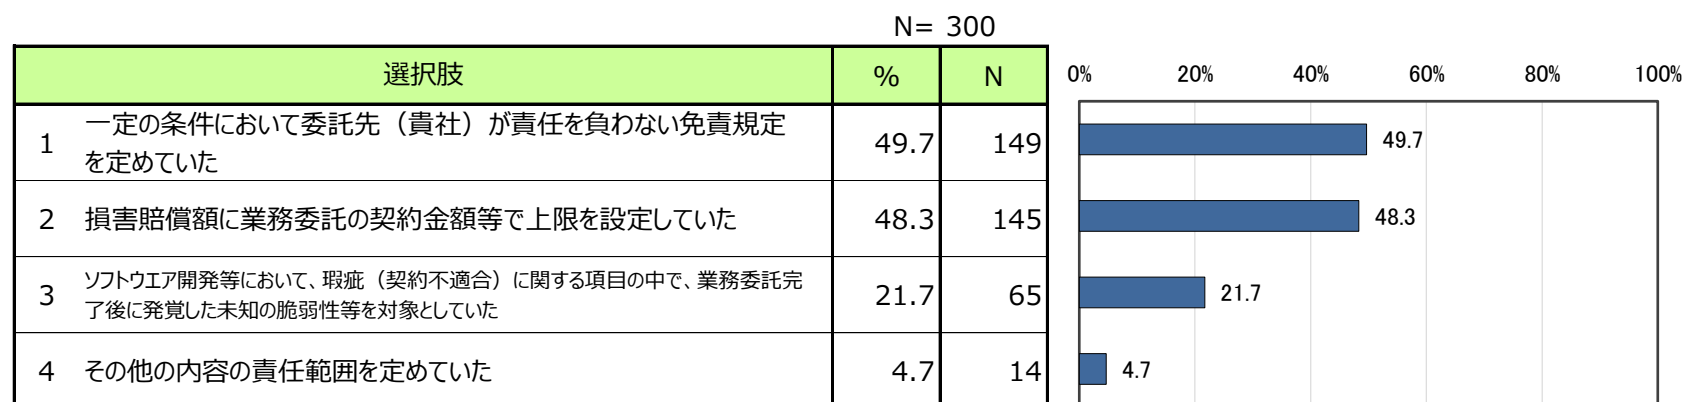 N= 300
選択肢 % N
0% 20% 40% 60% 80% 100%
1 一定の条件において委託先（貴社）が責任を負わない免責規定
を定めていた 49.7 149 49.7
2 損害賠償額に業務委託の契約金額等で上限を設定していた 48.3 145 48.3
3 ソフトウエア開発等において、瑕疵（契約不適合）に関する項目の中で、業務委託完
了後に発覚した未知の脆弱性等を対象としていた 21.7 65 21.7
4 その他の内容の責任範囲を定めていた 4.7 14 4.7